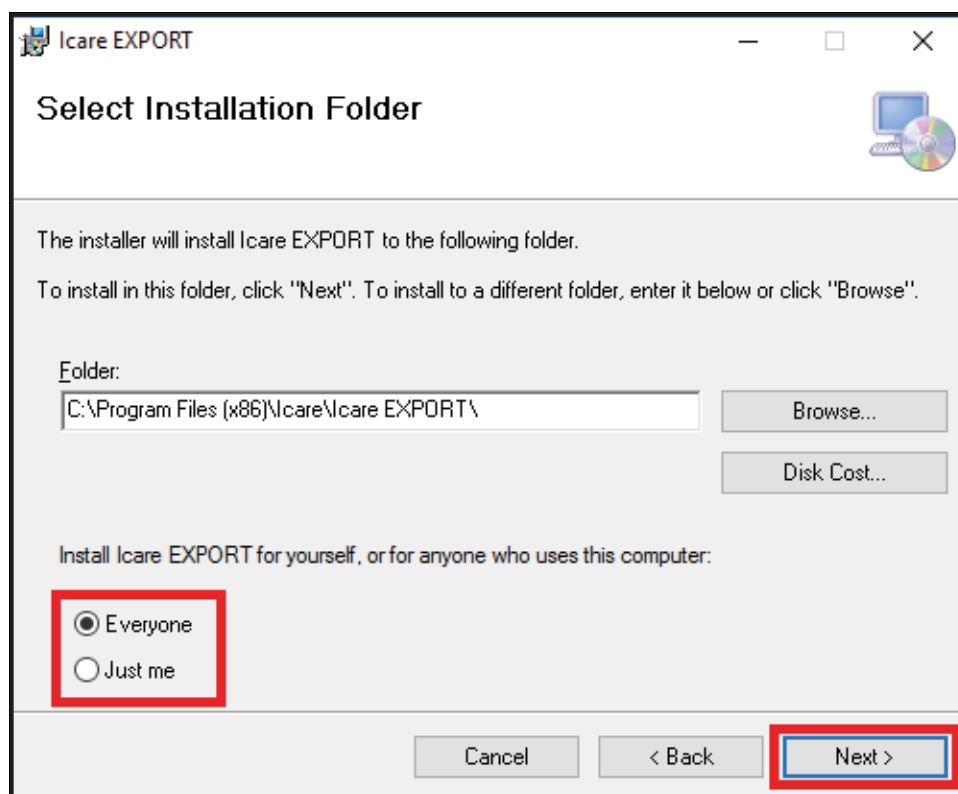 Icare EXPORT
Select Installation Folder
The installer will install Icare EXPORT to the following folder.
To install in this folder, click "Next". To install to a different folder, enter it below or click "Browse".
Folder:
C:\Program Files (x86)\Icare\Icare EXPORT\
Browse...
Disk Cost...
Install Icare EXPORT for yourself, or for anyone who uses this computer:
Everyone
Just me
Cancel
< Back
Next >